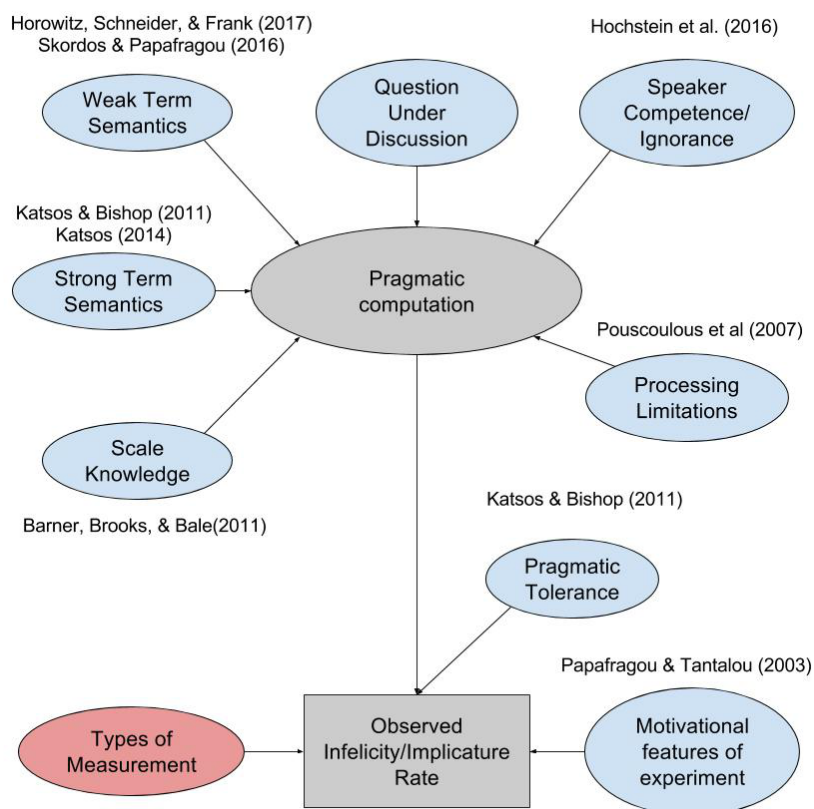 Horowitz, Schneider, & Frank (2017)
Skordos & Papafragou (2016)
Hochstein et al. (2016)
Weak Term
Semantics
Question
Under
Discussion
Speaker
Competence/
Ignorance
Katsos & Bishop (2011)
Katsos (2014)
Strong Term
Semantics
Pragmatic
computation
Pouscoulous et al (2007)
Processing
Limitations
Scale
Knowledge
Barner, Brooks, & Bale(2011)
Katsos & Bishop (2011)
Pragmatic
Tolerance
Papafragou & Tantalou (2003)
Types of
Measurement
Observed
Infelicity/Implicature
Rate
Motivational
features of
experiment